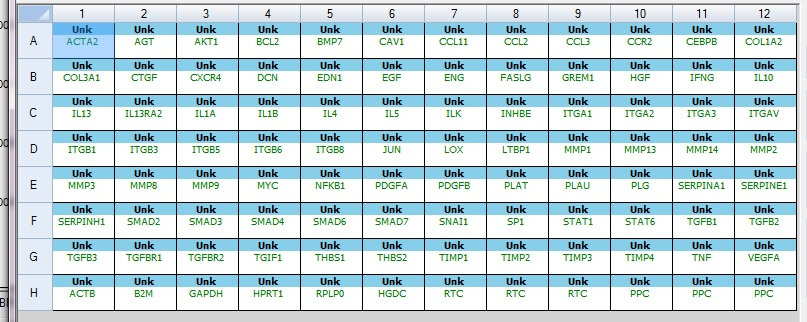 1 2 3 4 5 6 7 8 9 10 11 12
Unk Unk Unk Unk Unk Unk Unk Unk Unk Unk Unk Unk
A ACTA2 AGT AKT1 BCL2 BMP7 CAV1 CCL11 CCL2 CCL3 CCR2 CEBPB COL1A2
Unk Unk Unk Unk Unk Unk Unk Unk Unk Unk Unk Unk
B COL3A1 CTGF CXCR4 DCN EDN1 EGF ENG FASLG GREM1 HGF IFNG IL10
Unk Unk Unk Unk Unk Unk Unk Unk Unk Unk Unk Unk
C IL13 IL13RA2 IL1A IL1B IL4 IL5 ILK INHBE ITGA1 ITGA2 ITGA3 ITGAV
Unk Unk Unk Unk Unk Unk Unk Unk Unk Unk Unk Unk
D ITGB1 ITGB3 ITGB5 ITGB6 ITGB8 JUN LOX LTBP1 MMP1 MMP13 MMP14 MMP2
Unk Unk Unk Unk Unk Unk Unk Unk Unk Unk Unk Unk
E MMP3 MMP8 MMP9 MYC NFKB1 PDGFA PDGFB PLAT PLAU PLG SERPINA1 SERPINE1
Unk Unk Unk Unk Unk Unk Unk Unk Unk Unk Unk Unk
F SERPINH1 SMAD2 SMAD3 SMAD4 SMAD6 SMAD7 SNAI1 SP1 STAT1 STAT6 TGFB1 TGFB2
Unk Unk Unk Unk Unk Unk Unk Unk Unk Unk Unk Unk
G TGFB3 TGFBR1 TGFBR2 TGIF1 THBS1 THBS2 TIMP1 TIMP2 TIMP3 TIMP4 TNF VEGFA
Unk Unk Unk Unk Unk Unk Unk Unk Unk Unk Unk Unk
H ACTB B2M GAPDH HPRT1 RPLP0 HGDC RTC RTC RTC PPC PPC PPC